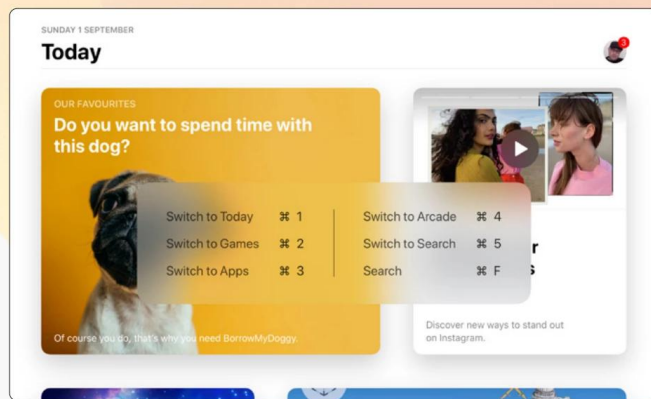 SUNDAY 1 SEPTEMBER
Today
3
OUR FAVOURITES
Do you want to spend time with
this dog?
Switch to Today ⌘ 1
Switch to Games ⌘ 2
Switch to Apps ⌘ 3
Switch to Arcade ⌘ 4
Switch to Search ⌘ 5
Search ⌘ F
Of course you do, that's why you need BorrowMyDoggy.
Discover new ways to stand out
on Instagram.